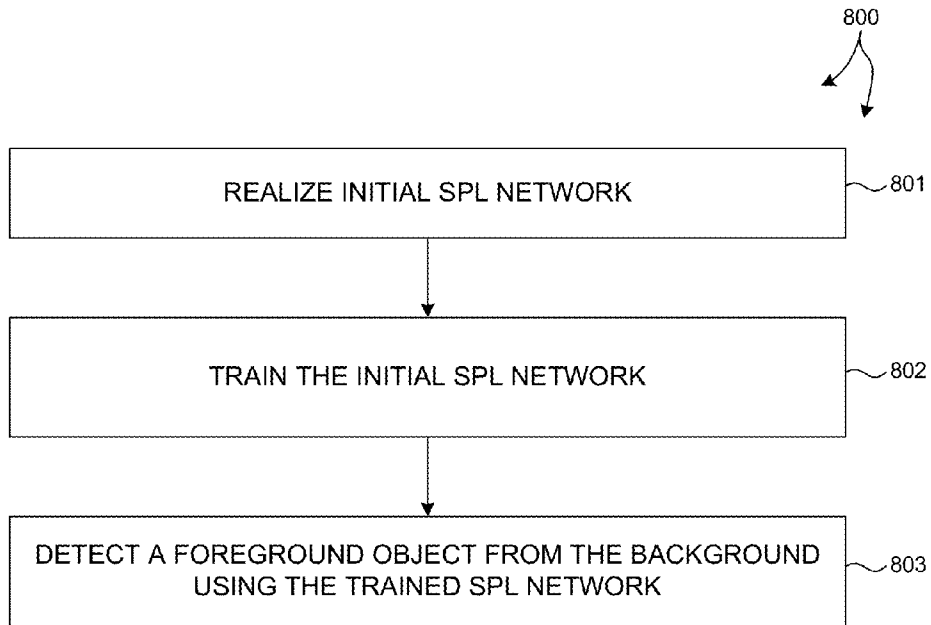 800
REALIZE INITIAL SPL NETWORK
801
TRAIN THE INITIAL SPL NETWORK
802
DETECT A FOREGROUND OBJECT FROM THE BACKGROUND
USING THE TRAINED SPL NETWORK
803